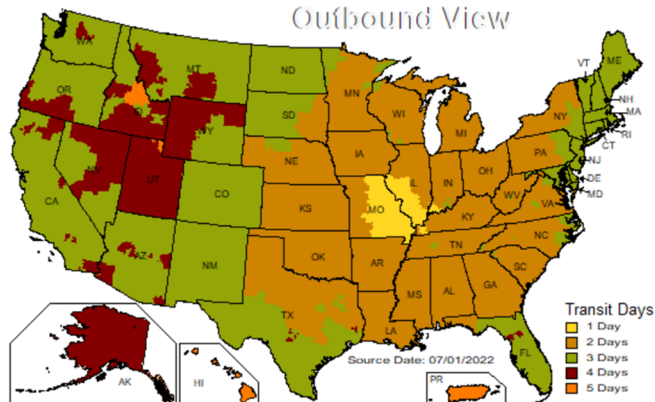 Outbound View
WA
MT
ND
OR
ID
SD
MN
WI
MI
NY
VT
ME
NH
MA
RI
CT
NJ
DE
MD
WY
NE
IA
IL
IN
OH
PA
NV
UT
CO
KS
MO
KY
WV
VA
CA
AZ
NM
OK
AR
TN
NC
SC
TX
LA
MS
AL
GA
FL
AK
HI
PR
Source Date: 07/01/2022
Transit Days
1 Day
2 Days
3 Days
4 Days
5 Days